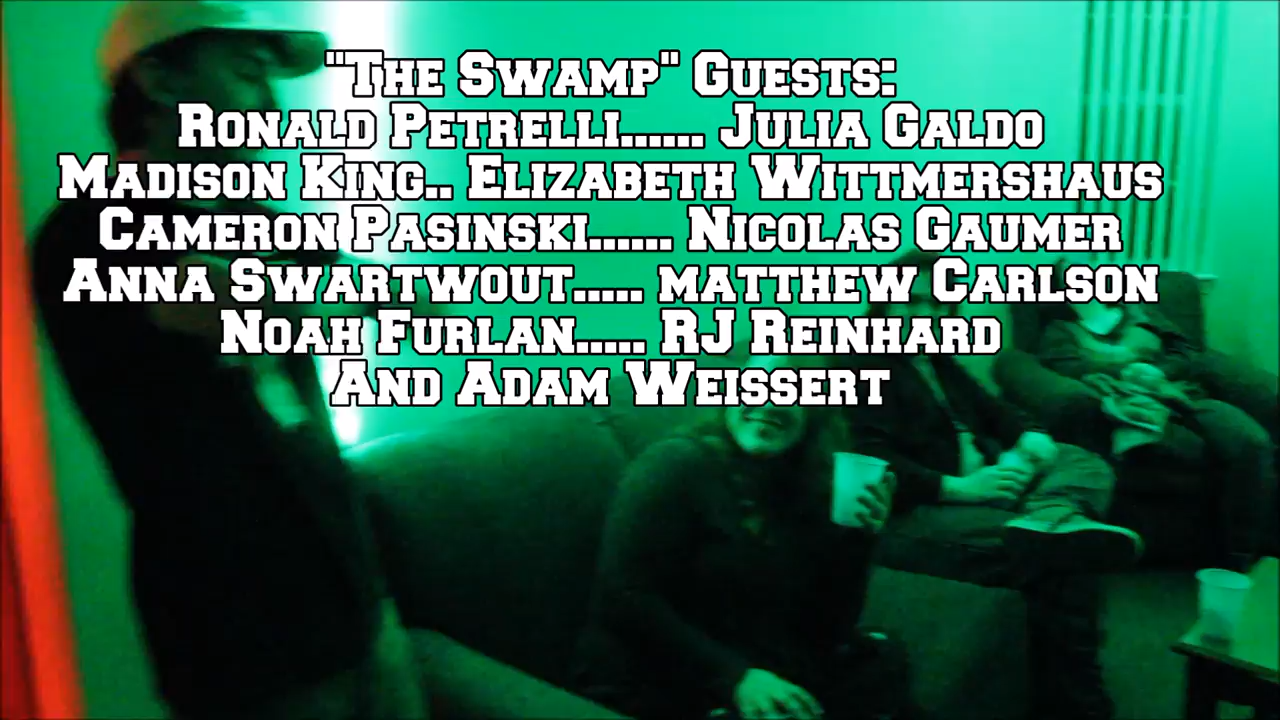 "The Swamp" Guests:
Ronald Petrelli...... Julia Galdo
Madison King.. Elizabeth Wittmershaus
Cameron Pasinski...... Nicolas Gaumer
Anna Swartwout..... matthew Carlson
Noah Furlan..... RJ Reinhard
And Adam Weissert